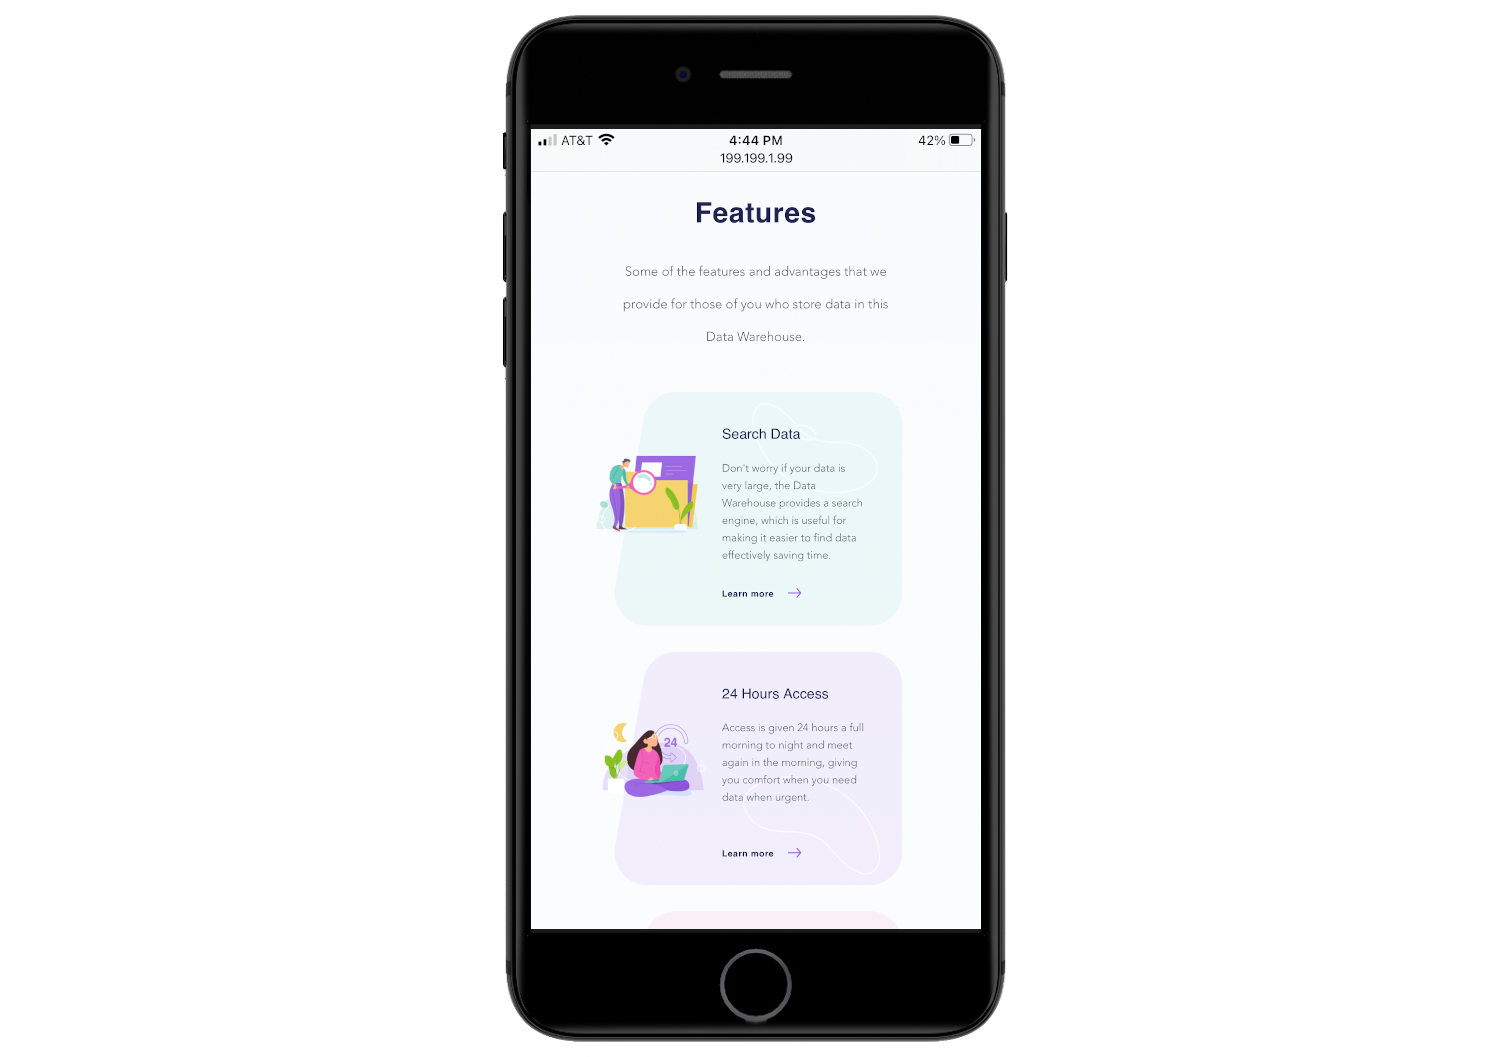 AT&T 4:44 PM 42%
199.199.1.99
Features
Some of the features and advantages that we
provide for those of you who store data in this
Data Warehouse.
Search Data
Don't worry if your data is
very large, the Data
Warehouse provides a search
engine, which is useful for
making it easier to find data
effectively saving time.
Learn more
24 Hours Access
24
Access is given 24 hours a full
morning to night and meet
again in the morning, giving
you comfort when you need
data when urgent.
Learn more